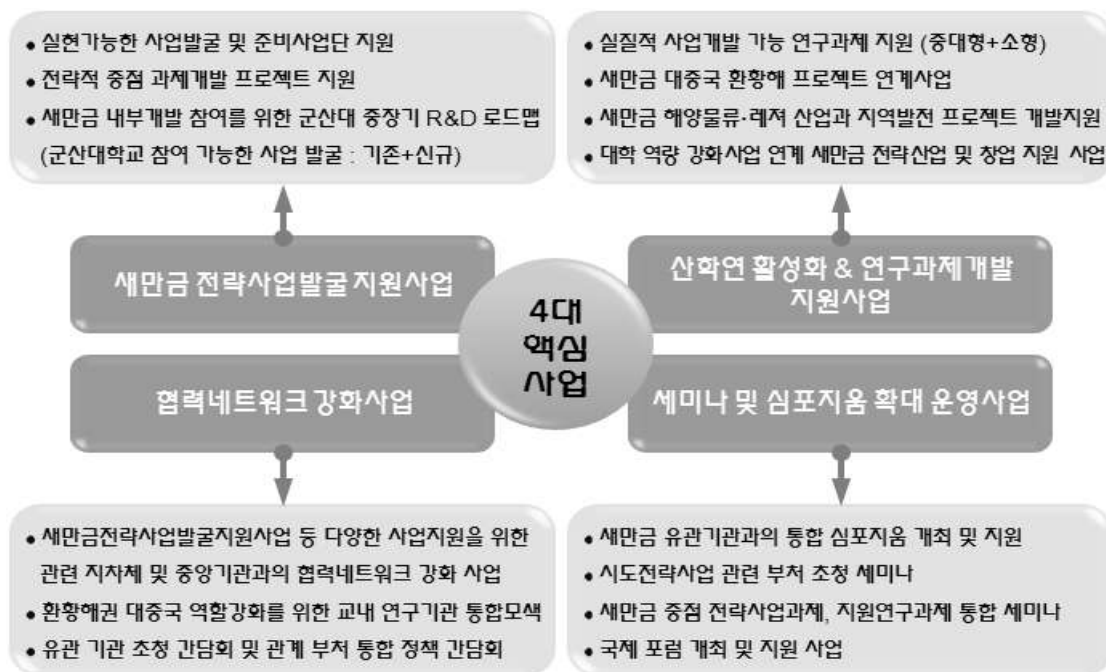 • 실현가능한 사업발굴 및 준비사업단 지원
• 전략적 중점 과제개발 프로젝트 지원
• 새만금 내부개발 참여를 위한 군산대 중장기 R&D 로드맵
(군산대학교 참여 가능한 사업 발굴 : 기존+신규)
• 실질적 사업개발 가능 연구과제 지원 (중대형+소형)
• 새만금 대중국 환황해 프로젝트 연계사업
• 새만금 해양물류·레져 산업과 지역발전 프로젝트 개발지원
• 대학 역량 강화사업 연계 새만금 전략산업 및 창업 지원 사업
새만금 전략사업발굴 지원사업
산학연 활성화 & 연구과제개발
지원사업
4대
핵심
사업
협력네트워크 강화사업
세미나 및 심포지움 확대 운영사업
• 새만금전략사업발굴지원사업 등 다양한 사업지원을 위한
관련 지차체 및 중앙기관과의 협력네트워크 강화 사업
• 환황해권 대중국 역할강화를 위한 교내 연구기관 통합모색
• 유관 기관 초청 간담회 및 관계 부처 통합 정책 간담회
• 새만금 유관기관과의 통합 심포지움 개최 및 지원
• 시도전략사업 관련 부처 초청 세미나
• 새만금 중점 전략사업과제, 지원연구과제 통합 세미나
• 국제 포럼 개최 및 지원 사업